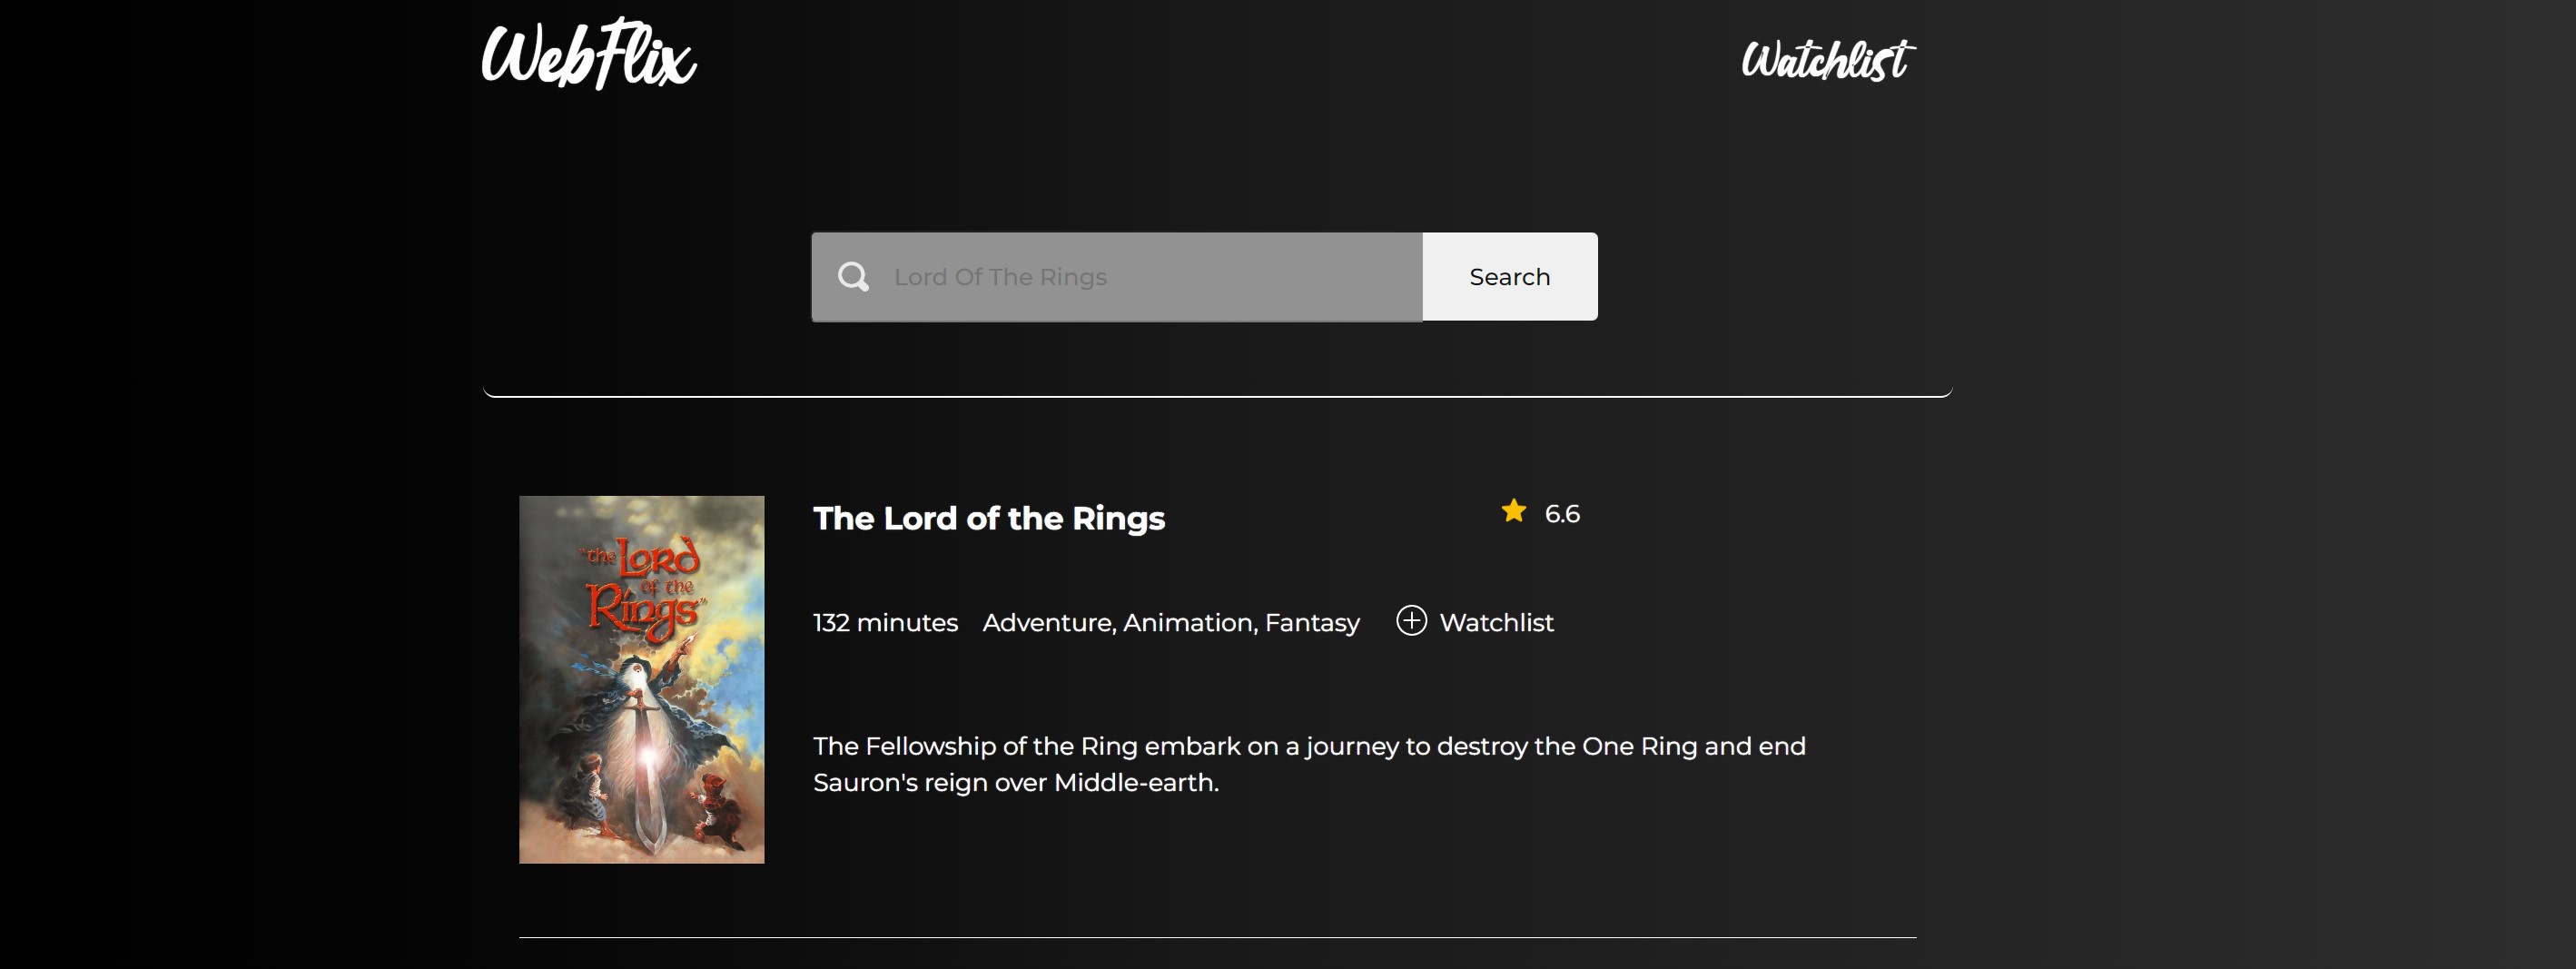 WebFlix
Watchlist
Lord Of The Rings
Search
"the Lord
of the
Rings"
The Lord of the Rings
6.6
132 minutes Adventure, Animation, Fantasy Watchlist
The Fellowship of the Ring embark on a journey to destroy the One Ring and end
Sauron's reign over Middle-earth.